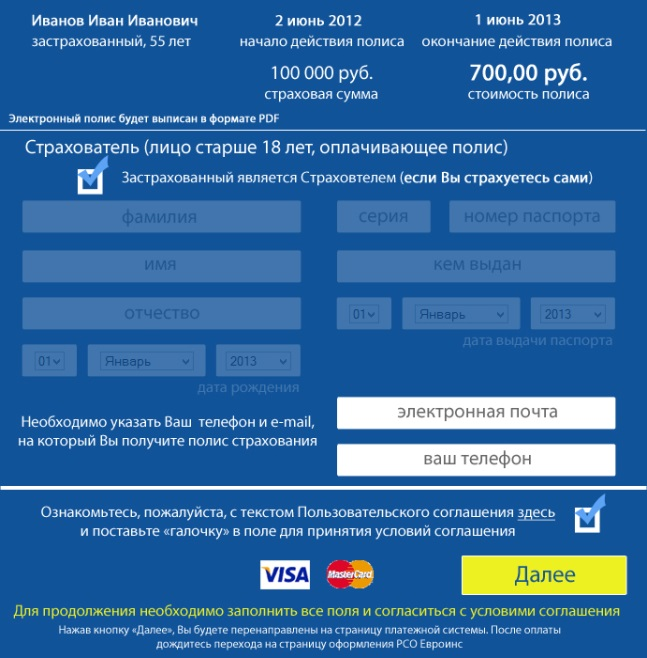 Иванов Иван Иванович
застрахованный, 55 лет
2 июнь 2012
начало действия полиса
1 июнь 2013
окончание действия полиса
100 000 руб.
страховая сумма
700,00 руб.
стоимость полиса
Электронный полис будет выписан в формате PDF
Страхователь (лицо старше 18 лет, оплачивающее полис)
Застрахованный является Страховтелем (если Вы страхуетесь сами)
фамилия
серия
номер паспорта
имя
кем выдан
отчество
01
Январь
2013
дата выдачи паспорта
01
Январь
2013
дата рождения
Необходимо указать Ваш телефон и e-mail,
на который Вы получите полис страхования
электронная почта
ваш телефон
Ознакомьтесь, пожалуйста, с текстом Пользовательского соглашения здесь
и поставьте «галочку» в поле для принятия условий соглашения
VISA
MasterCard
Далее
Для продолжения необходимо заполнить все поля и согласиться с условиями соглашения
Нажав кнопку «Далее», Вы будете перенаправлены на страницу платежной системы. После оплаты
дождитесь перехода на страницу оформления РСО Евроинс